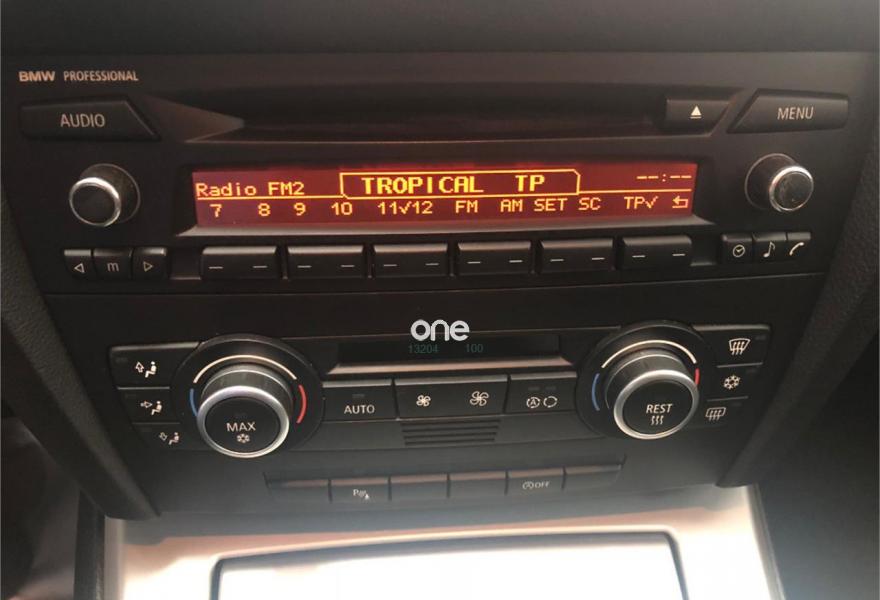 BMW PROFESSIONAL
AUDIO
MENU
Radio FM2 TROPICAL TP --:--
7 8 9 10 11√12 FM AM SET SC TP√
m
one
13204 100
AUTO
MAX
REST
A
P
OFF